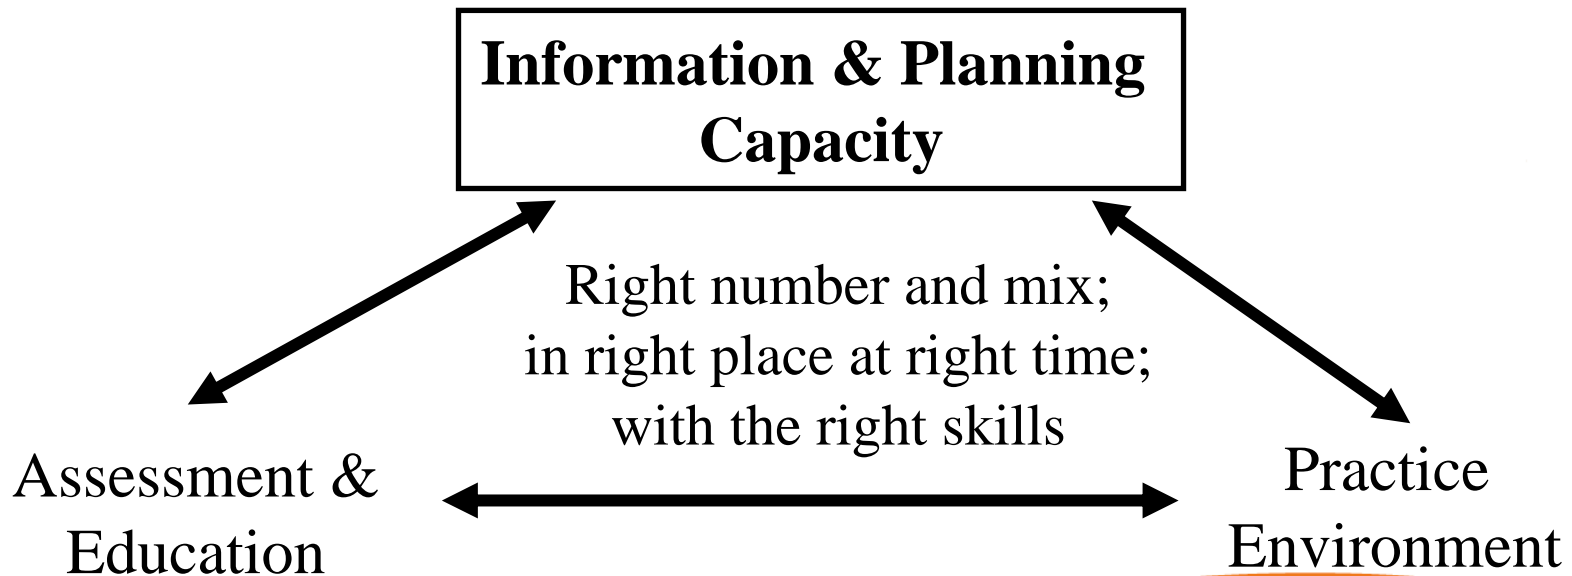 Information & Planning
Capacity
Right number and mix;
in right place at right time;
with the right skills
Assessment &
Education
Practice
Environment